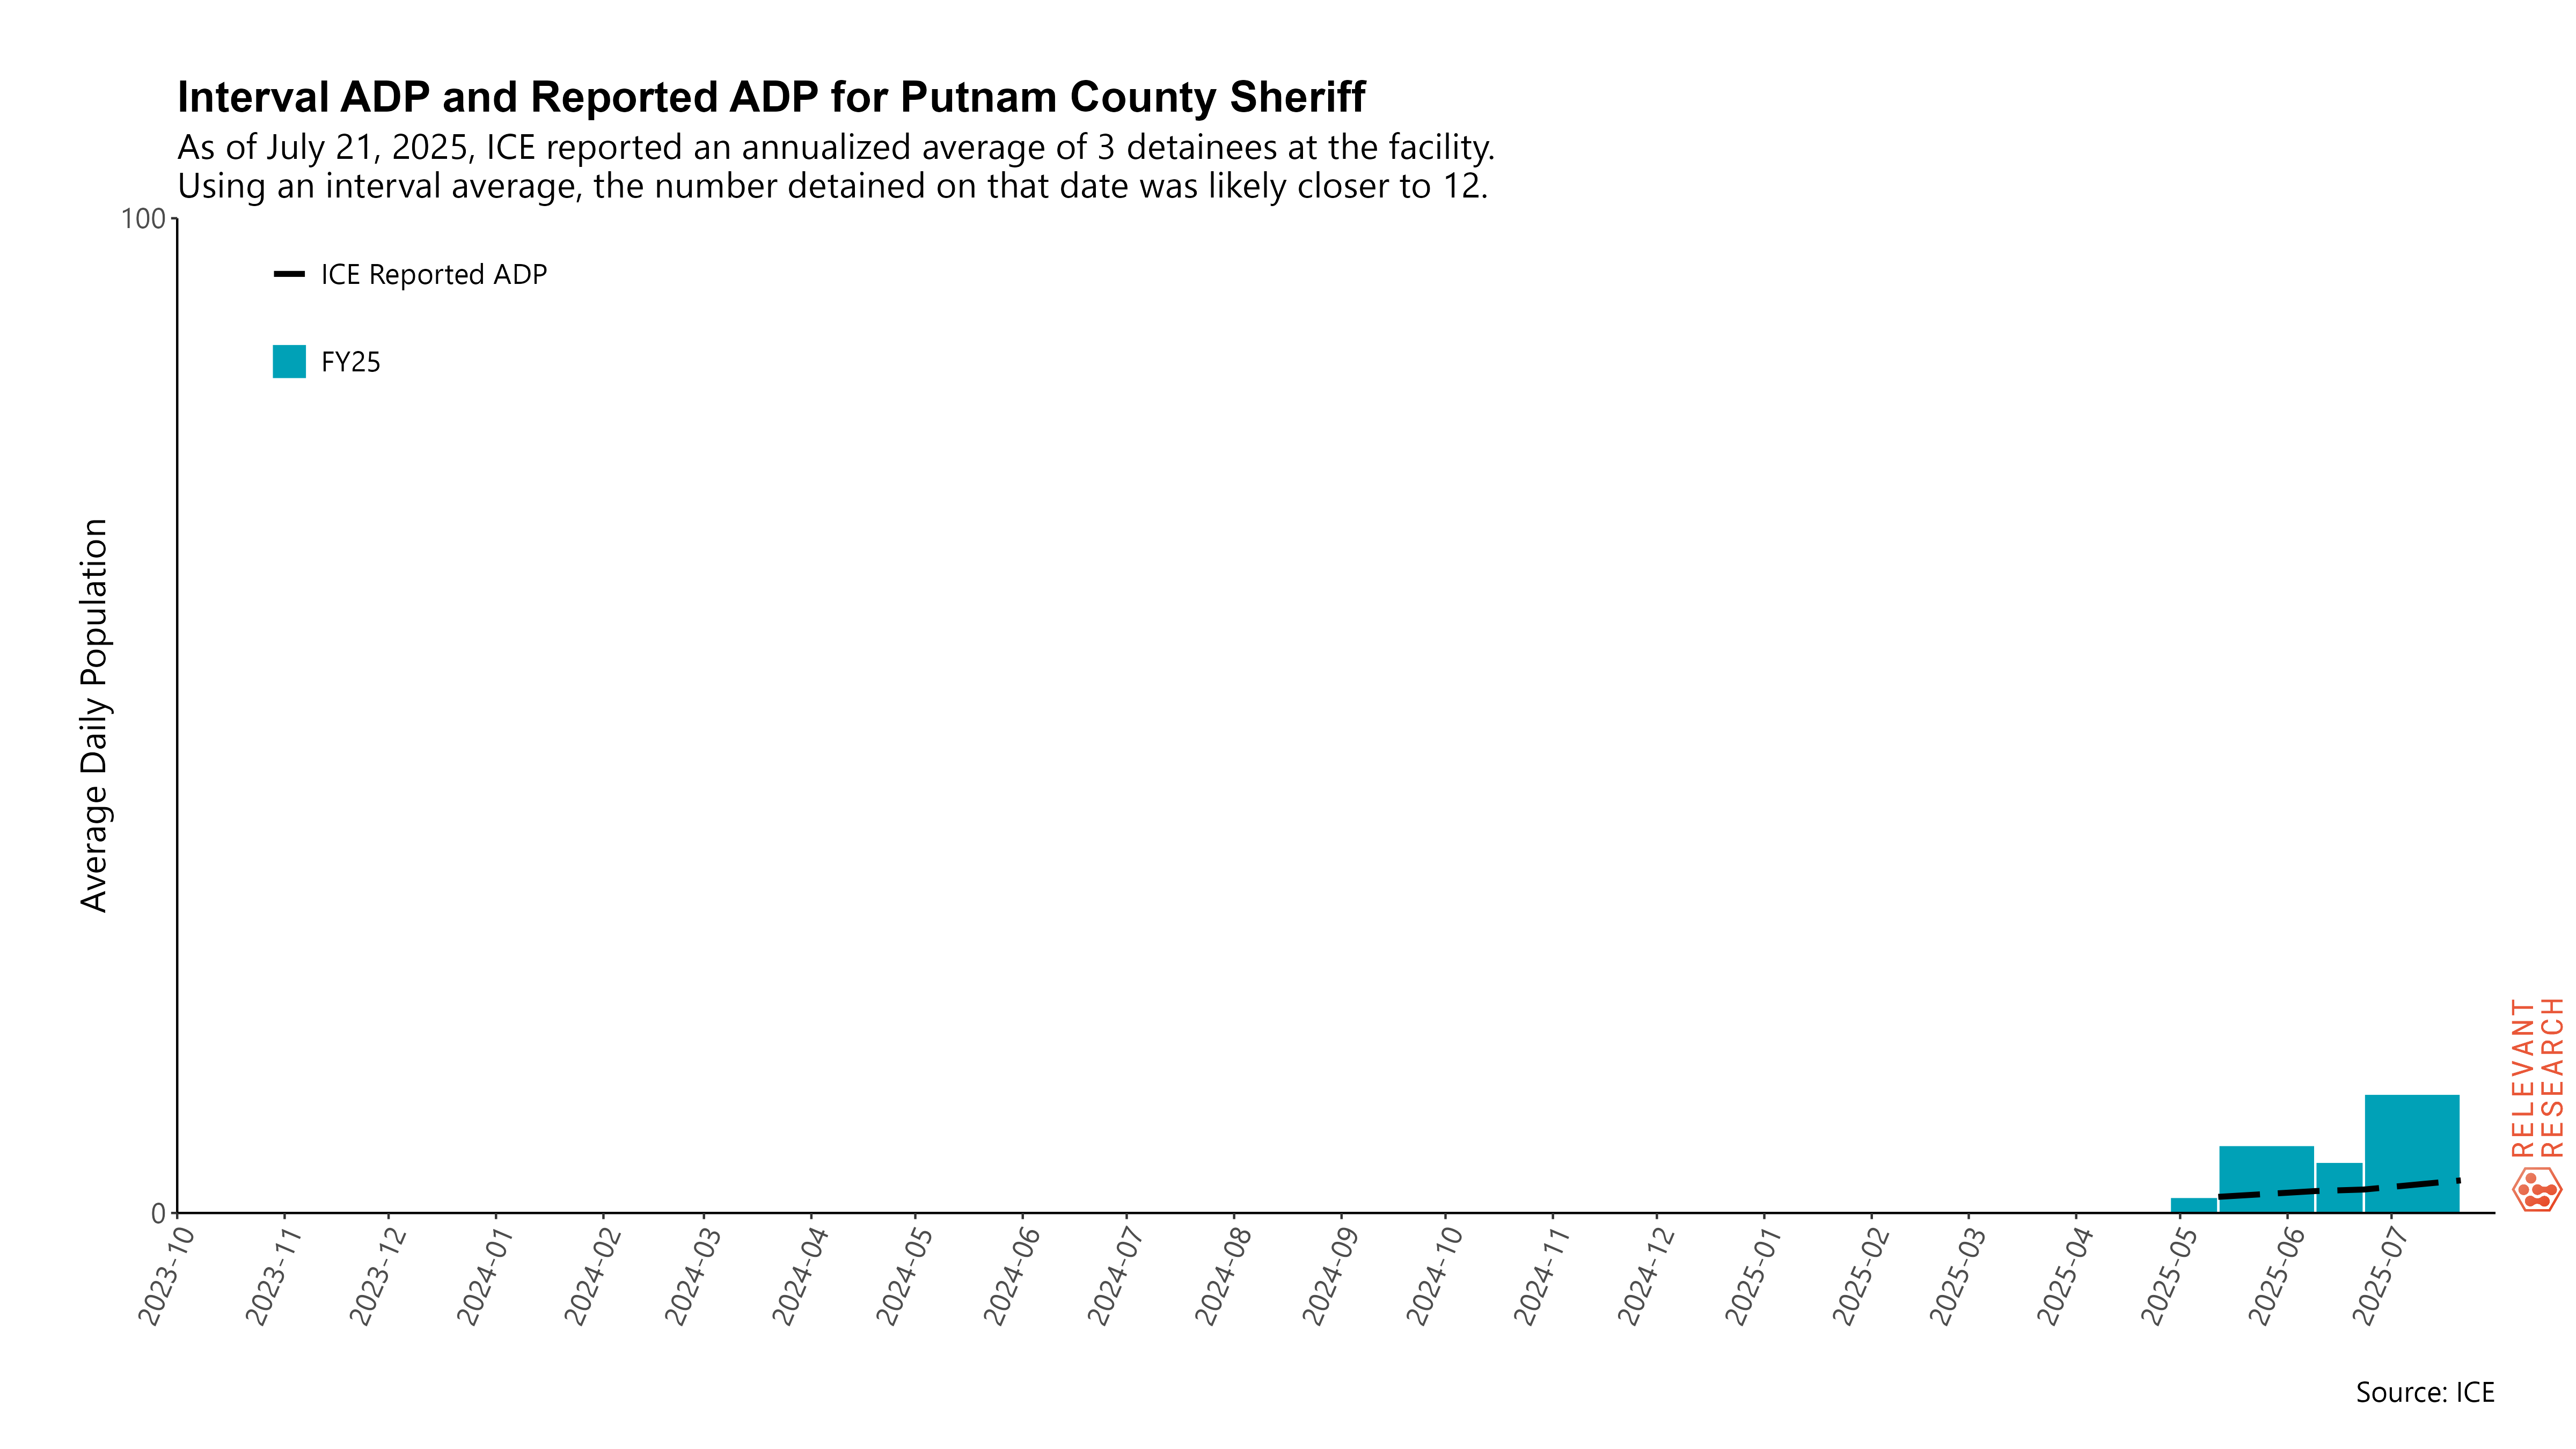 Interval ADP and Reported ADP for Putnam County Sheriff
As of July 21, 2025, ICE reported an annualized average of 3 detainees at the facility.
Using an interval average, the number detained on that date was likely closer to 12.
100
ICE Reported ADP
FY25
Average Daily Population
0
2023-10
2023-11
2023-12
2024-01
2024-02
2024-03
2024-04
2024-05
2024-06
2024-07
2024-08
2024-09
2024-10
2024-11
2024-12
2025-01
2025-02
2025-03
2025-04
2025-05
2025-06
2025-07
RELEVANT
RESEARCH
Source: ICE